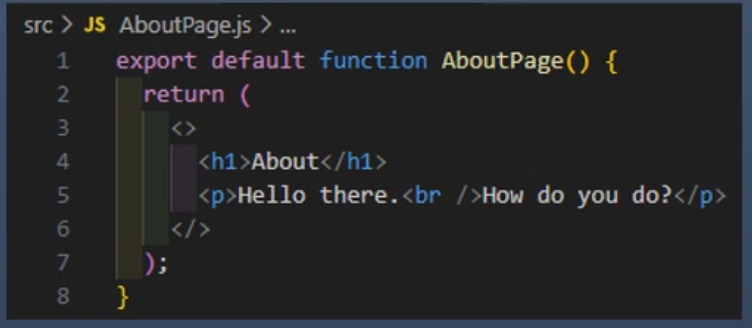 src > JS AboutPage.js > ...
1 export default function AboutPage() {
2   return (
3     <>
4       <h1>About</h1>
5       <p>Hello there.<br />How do you do?</p>
6     </>
7   );
8 }